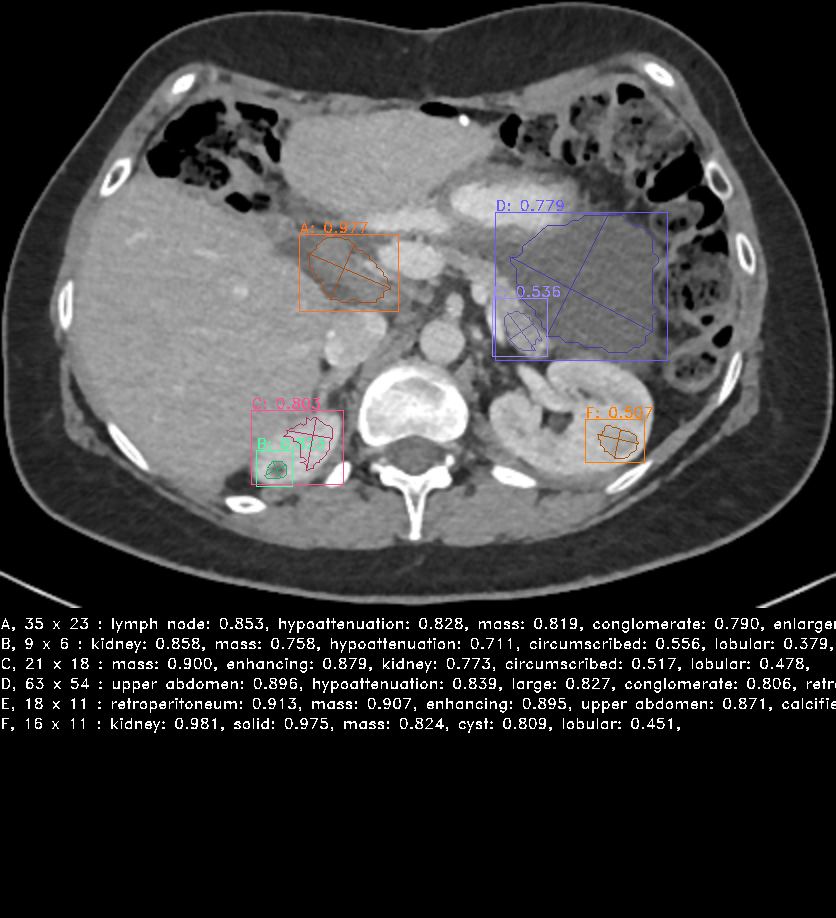 D: 0.779
A: 0.977
0.536
F:
A, 35 x 23 : lymph node: 0.853, hypoattenuation: 0.828, mass: 0.819, conglomerate: 0.790, enlarge
B, 9 x 6 : kidney: 0.858, mass: 0.758, hypoattenuation: 0.711, circumscribed: 0.556, lobular: 0.379,
C, 21 x 18 : mass: 0.900, enhancing: 0.879, kidney: 0.773, circumscribed: 0.517, lobular: 0.478,
D, 63 x 54 : upper abdomen: 0.896, hypoattenuation: 0.839, large: 0.827, conglomerate: 0.806, retr
E, 18 x 11 : retroperitoneum: 0.913, mass: 0.907, enhancing: 0.895, upper abdomen: 0.871, calcifi
F, 16 x 11 : kidney: 0.981, solid: 0.975, mass: 0.824, cyst: 0.809, lobular: 0.451,